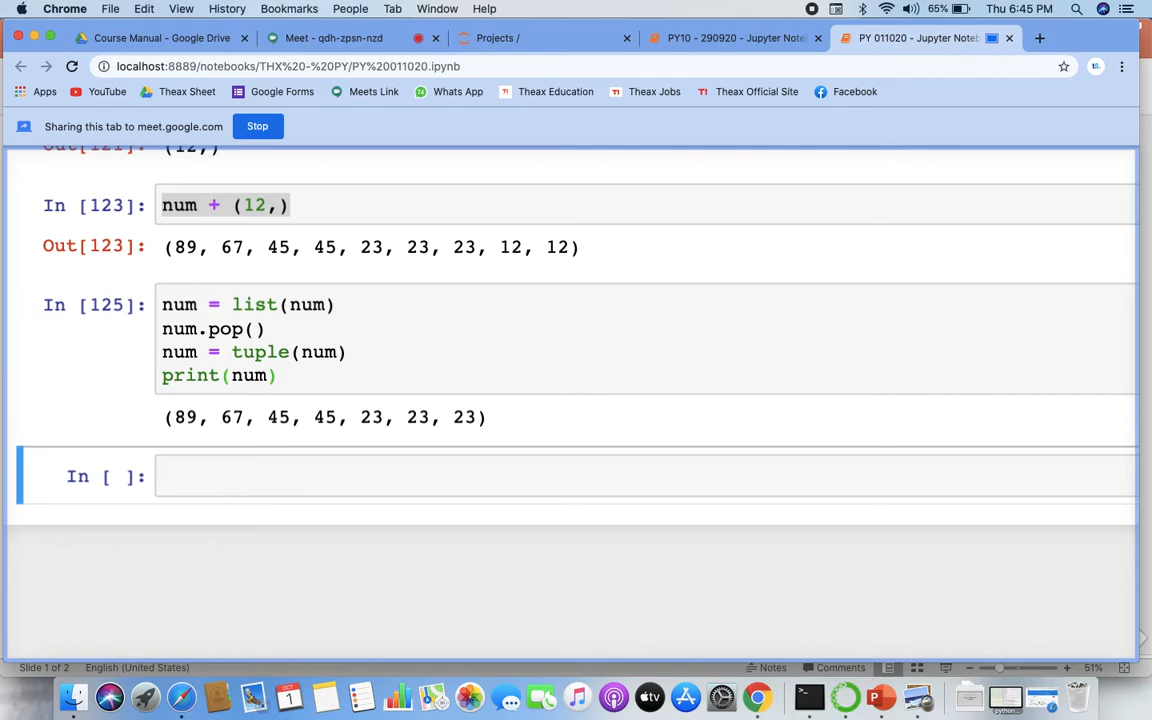 Chrome File Edit View History Bookmarks People Tab Window Help 65% Thu 6:45 PM
Course Manual - Google Drive Meet - qdh-zpsn-nzd Projects / PY10 - 290920 - Jupyter Note PY 011020 - Jupyter Notebo
localhost:8889/notebooks/THX%20-%20PY/PY%20011020.ipynb
Apps YouTube Theax Sheet Google Forms Meets Link Whats App Theax Education Theax Jobs Theax Official Site Facebook
Sharing this tab to meet.google.com Stop
Out[121]: (12,)
In [123]: num + (12,)
Out[123]: (89, 67, 45, 45, 23, 23, 23, 12, 12)
In [125]: num = list(num)
num.pop()
num = tuple(num)
print(num)
(89, 67, 45, 45, 23, 23, 23)
In [ ]:
Slide 1 of 2 English (United States) Notes Comments 51%